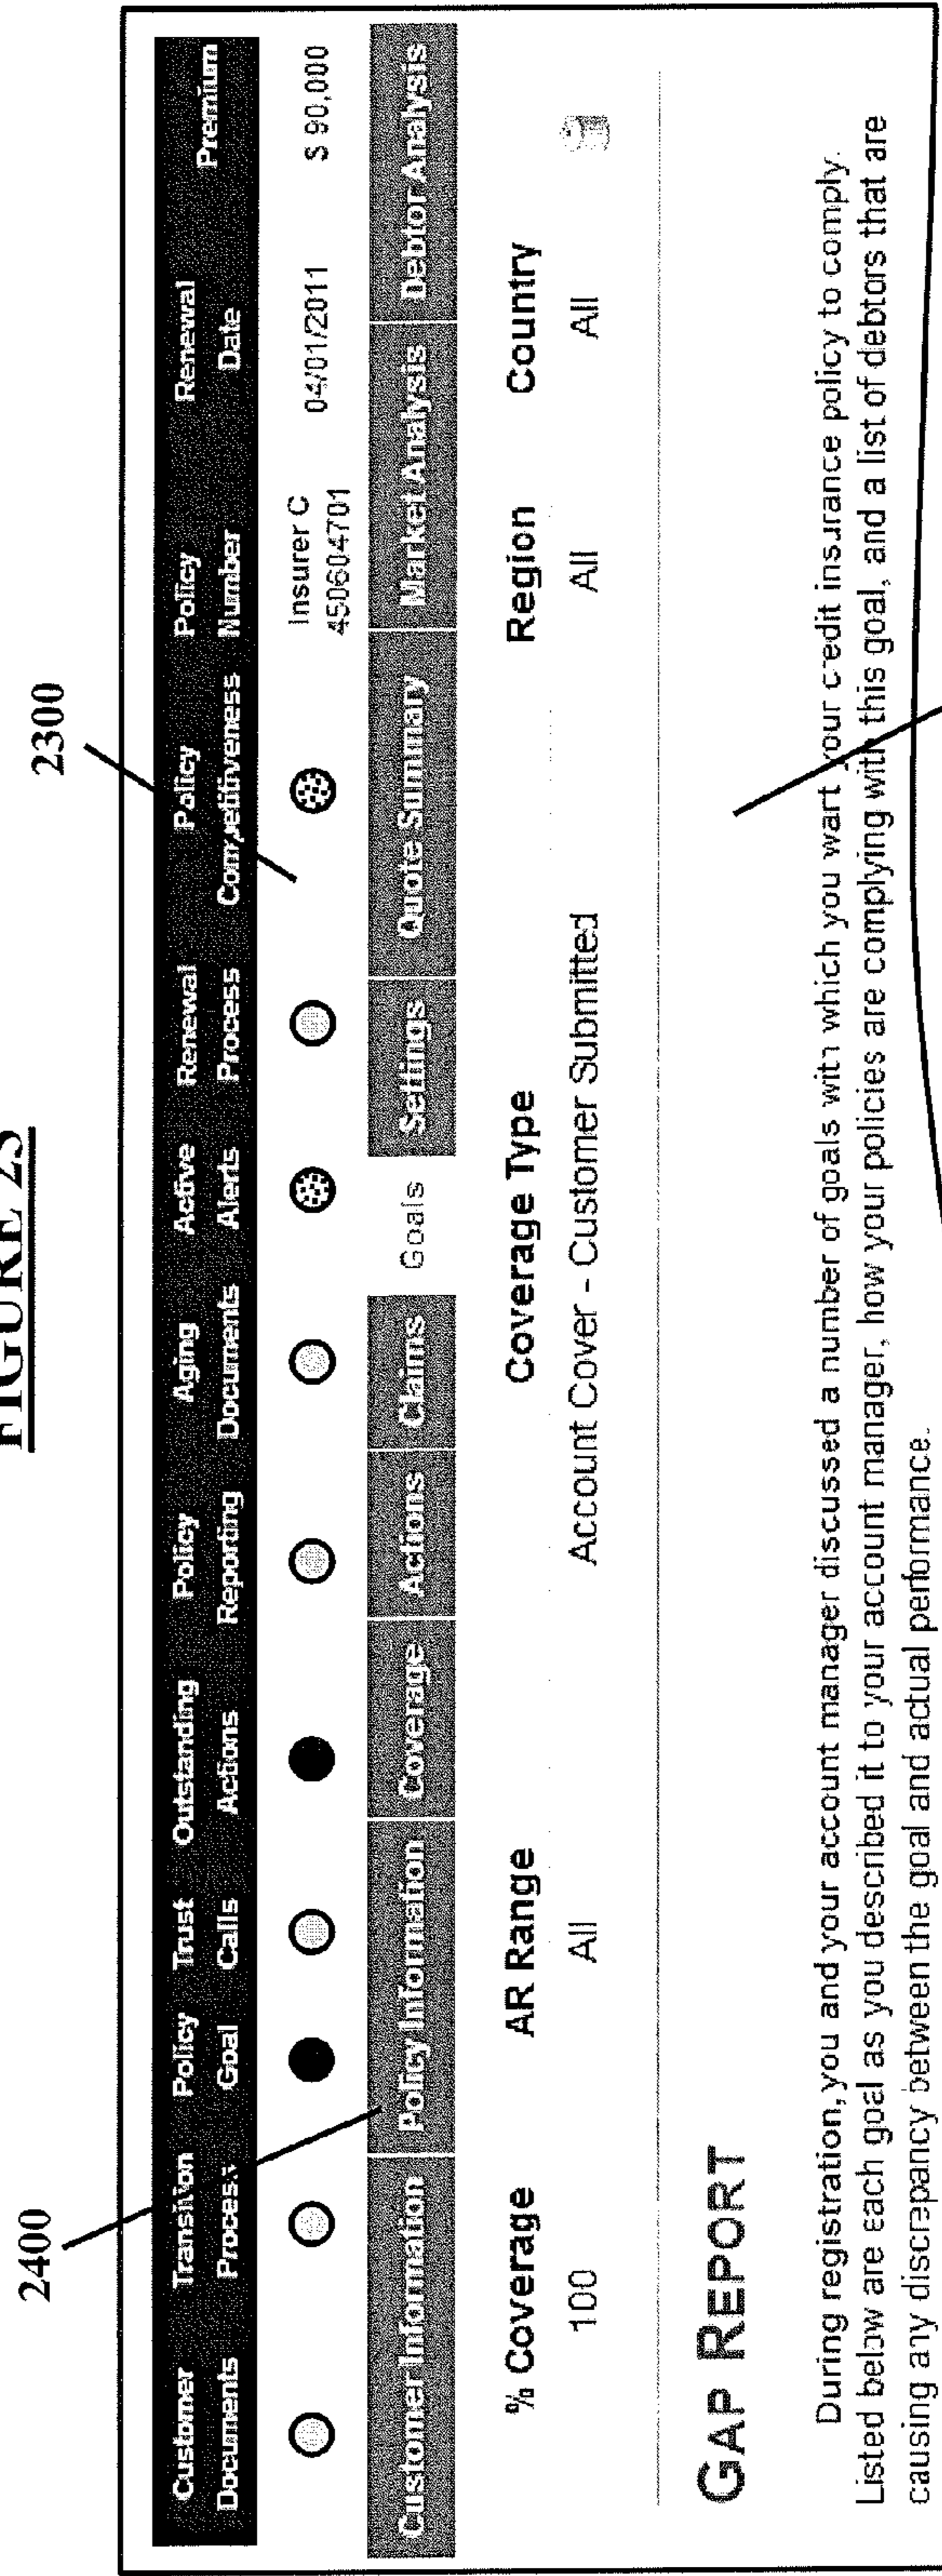 2400
2300
Customer Transition Policy Trust Outstanding Policy Aging Active Renewal Policy Policy Renewal Premium
Documents Process Goal Calls Actions Reporting Documents Alerts Process Competitiveness Number Date
Insurer C
450604701
04/01/2011
$ 90,000
Customer Information Policy Information Coverage Actions Claims Goals Settings Quote Summary Market Analysis Debtor Analysis
% Coverage AR Range Coverage Type Region Country
100 All Account Cover - Customer Submitted All All
GAP REPORT
During registration, you and your account manager discussed a number of goals with which you want your credit insurance policy to comply.
Listed below are each goal as you described it to your account manager, how your policies are complying with this goal, and a list of debtors that are
causing any discrepancy between the goal and actual performance.